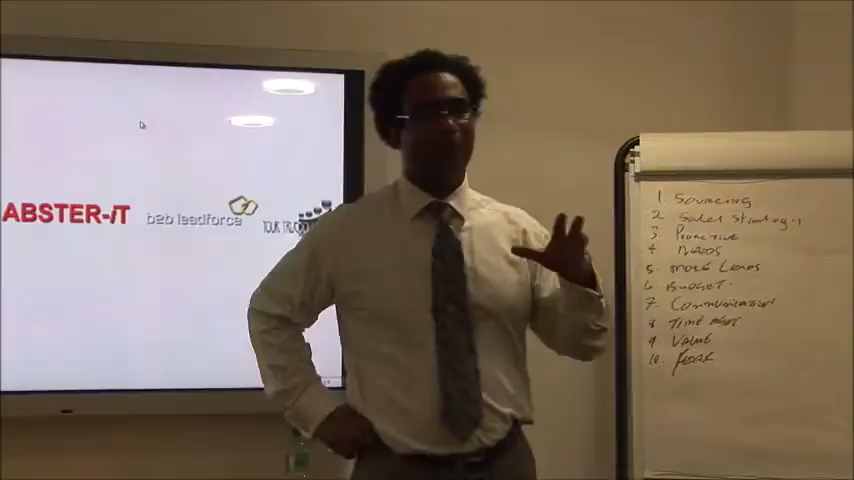 ABSTER-iT
b2b leadforce
1 Sourcing
2 Sales Strategy
3 Proactive
4 Needs
5 More Leads
6 Budget
7 Communication
8 Time
9 Value
10. Fear